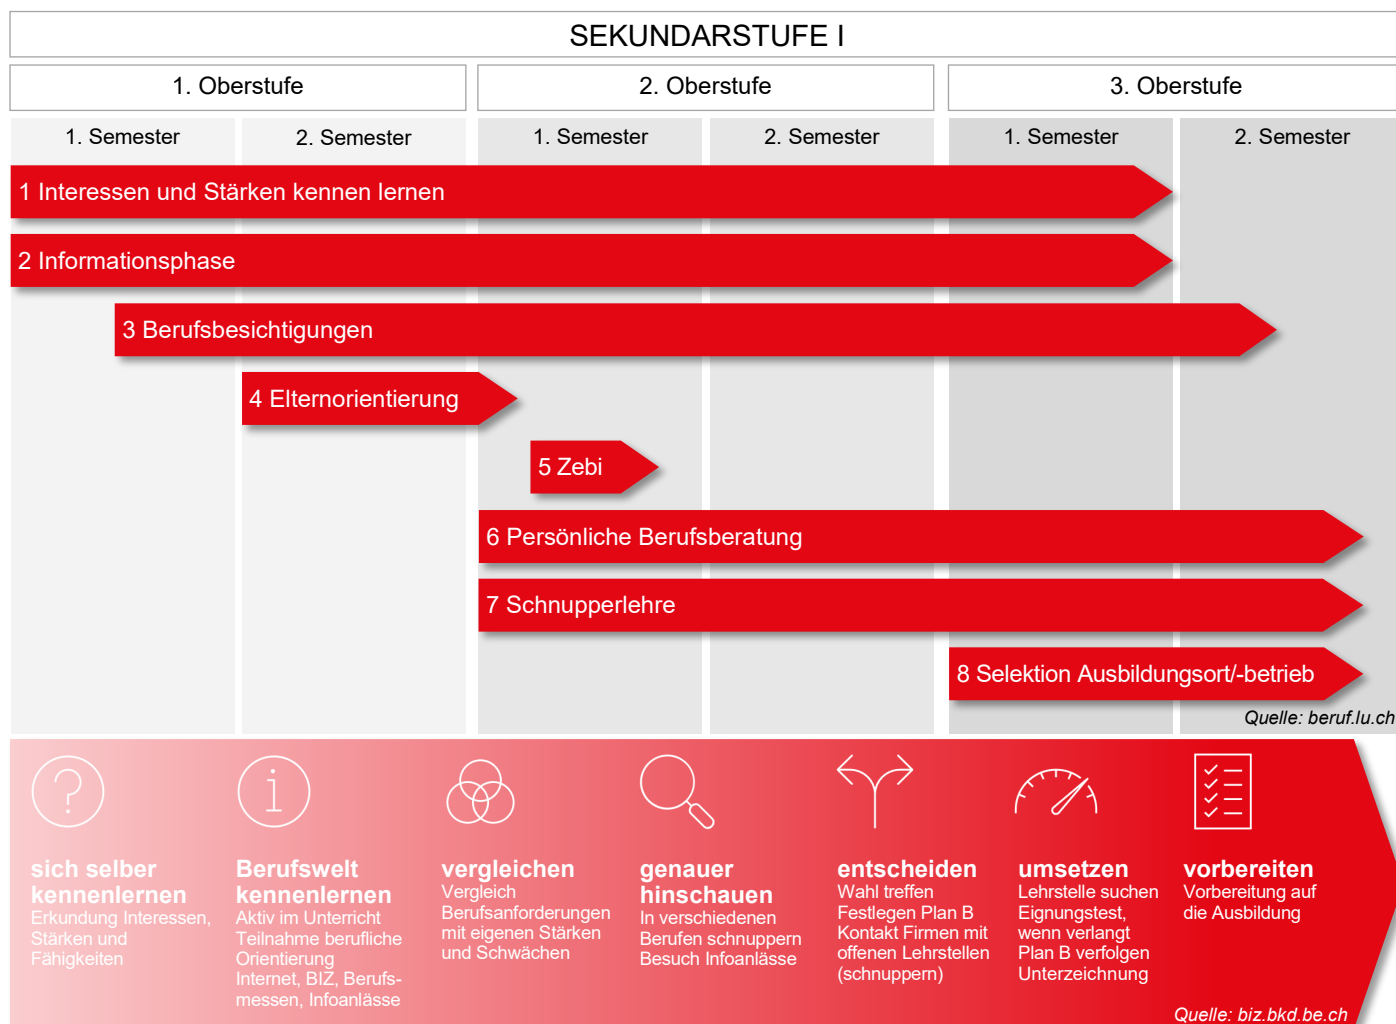 SEKUNDARSTUFE I
1. Oberstufe
2. Oberstufe
3. Oberstufe
1. Semester
2. Semester
1. Semester
2. Semester
1. Semester
2. Semester
1 Interessen und Stärken kennen lernen
2 Informationsphase
3 Berufsbesichtigungen
4 Elternorientierung
5 Zebi
6 Persönliche Berufsberatung
7 Schnupperlehre
8 Selektion Ausbildungsort/-betrieb
Quelle: beruf.lu.ch
sich selber
kennenlernen
Erkundung Interessen,
Stärken und
Fähigkeiten
Berufswelt
kennenlernen
Aktiv im Unterricht
Teilnahme berufliche
Orientierung
Internet, BIZ, Berufs-
messen, Infoanlässe
vergleichen
Vergleich
Berufsanforderungen
mit eigenen Stärken
und Schwächen
genauer
hinschauen
In verschiedenen
Berufen schnuppern
Besuch Infoanlässe
entscheiden
Wahl treffen
Festlegen Plan B
Kontakt Firmen mit
offenen Lehrstellen
(schnuppern)
umsetzen
Lehrstelle suchen
Eignungstest,
wenn verlangt
Plan B verfolgen
Unterzeichnung
vorbereiten
Vorbereitung auf
die Ausbildung
Quelle: biz.bkd.be.ch